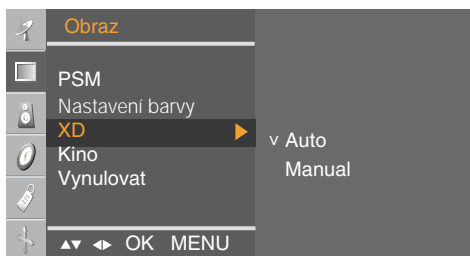 Obraz
PSM
Nastavení barvy
XD
Kino
Vynulovat
v Auto
Manual
OK MENU